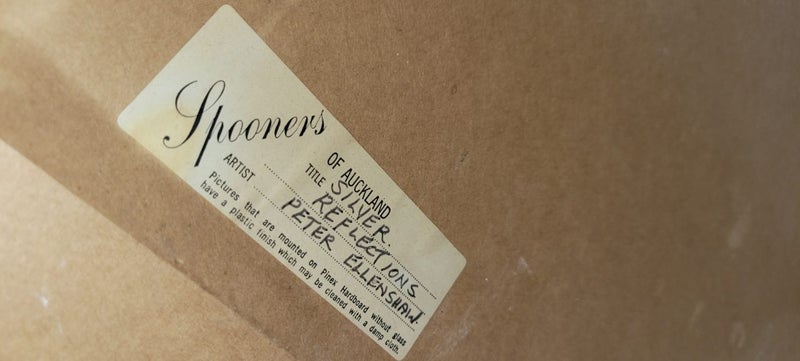 Spooners
OF AUCKLAND
TITLE SILVER
REFLECTIONS
ARTIST PETER ELLENSHAW.
Pictures that are mounted on Pinex Hardboard without glass
have a plastic finish which may be cleaned with a damp cloth.